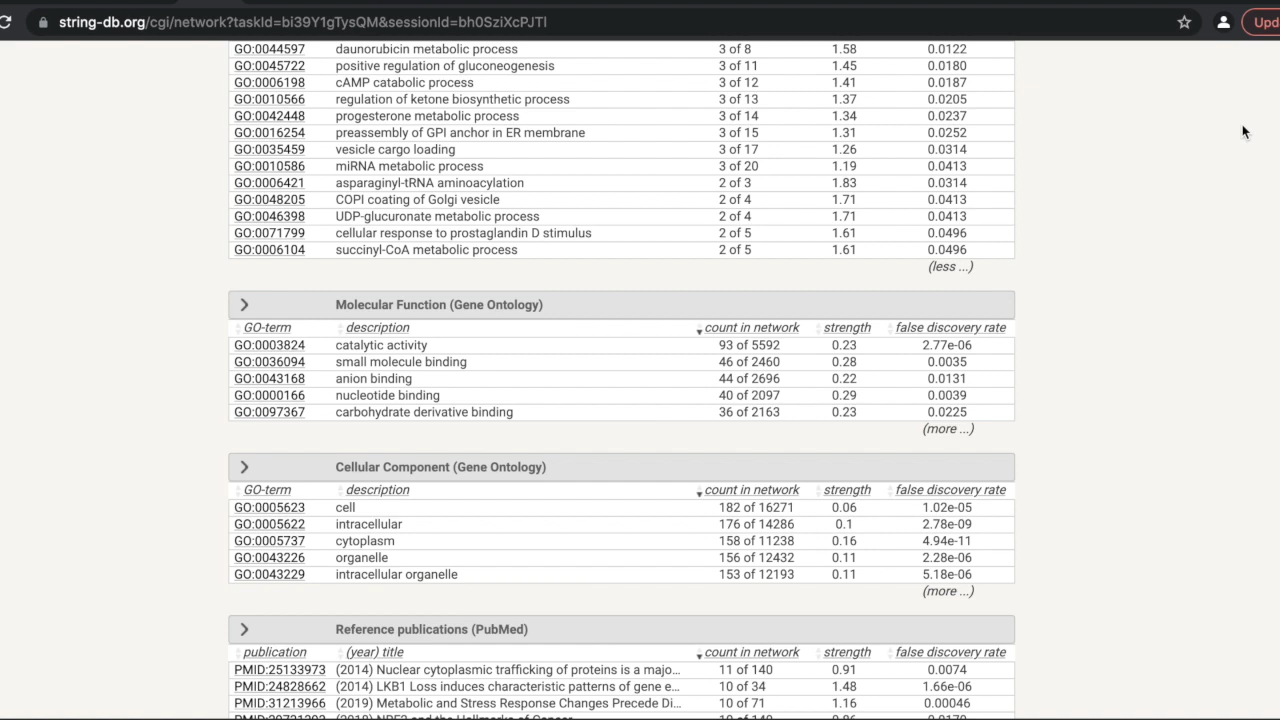 string-db.org/cgi/network?taskId=bi39Y1gTysQM&sessionId=bh0SziXcPJTI Upd
GO:0044597 daunorubicin metabolic process 3 of 8 1.58 0.0122
GO:0045722 positive regulation of gluconeogenesis 3 of 11 1.45 0.0180
GO:0006198 cAMP catabolic process 3 of 12 1.41 0.0187
GO:0010566 regulation of ketone biosynthetic process 3 of 13 1.37 0.0205
GO:0042448 progesterone metabolic process 3 of 14 1.34 0.0237
GO:0016254 preassembly of GPI anchor in ER membrane 3 of 15 1.31 0.0252
GO:0035459 vesicle cargo loading 3 of 17 1.26 0.0314
GO:0010586 miRNA metabolic process 3 of 20 1.19 0.0413
GO:0006421 asparaginyl-tRNA aminoacylation 2 of 3 1.83 0.0314
GO:0048205 COPI coating of Golgi vesicle 2 of 4 1.71 0.0413
GO:0046398 UDP-glucuronate metabolic process 2 of 4 1.71 0.0413
GO:0071799 cellular response to prostaglandin D stimulus 2 of 5 1.61 0.0496
GO:0006104 succinyl-CoA metabolic process 2 of 5 1.61 0.0496
(less ...)
Molecular Function (Gene Ontology)
GO-term description count in network strength false discovery rate
GO:0003824 catalytic activity 93 of 5592 0.23 2.77e-06
GO:0036094 small molecule binding 46 of 2460 0.28 0.0035
GO:0043168 anion binding 44 of 2696 0.22 0.0131
GO:0000166 nucleotide binding 40 of 2097 0.29 0.0039
GO:0097367 carbohydrate derivative binding 36 of 2163 0.23 0.0225
(more ...)
Cellular Component (Gene Ontology)
GO-term description count in network strength false discovery rate
GO:0005623 cell 182 of 16271 0.06 1.02e-05
GO:0005622 intracellular 176 of 14286 0.1 2.78e-09
GO:0005737 cytoplasm 158 of 11238 0.16 4.94e-11
GO:0043226 organelle 156 of 12432 0.11 2.28e-06
GO:0043229 intracellular organelle 153 of 12193 0.11 5.18e-06
(more ...)
Reference publications (PubMed)
publication (year) title count in network strength false discovery rate
PMID:25133973 (2014) Nuclear cytoplasmic trafficking of proteins is a majo... 11 of 140 0.91 0.0074
PMID:24828662 (2014) LKB1 Loss induces characteristic patterns of gene e... 10 of 34 1.48 1.66e-06
PMID:31213966 (2019) Metabolic and Stress Response Changes Precede Di... 10 of 71 1.16 0.00046